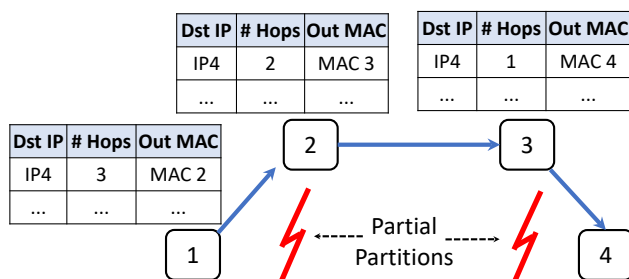 Dst IP # Hops Out MAC
IP4 2 MAC 3
... ... ...
Dst IP # Hops Out MAC
IP4 1 MAC 4
... ... ...
Dst IP # Hops Out MAC
IP4 3 MAC 2
... ... ...
2
3
1
Partial
Partitions
4